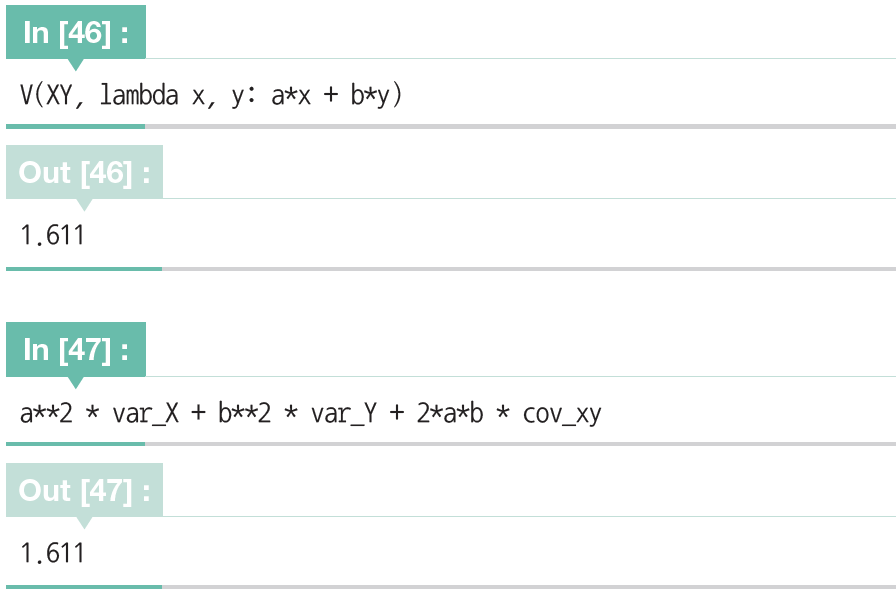 In [46] :
V(XY, lambda x, y: a*x + b*y)
Out [46] :
1.611
In [47] :
a**2 * var_X + b**2 * var_Y + 2*a*b * cov_xy
Out [47] :
1.611